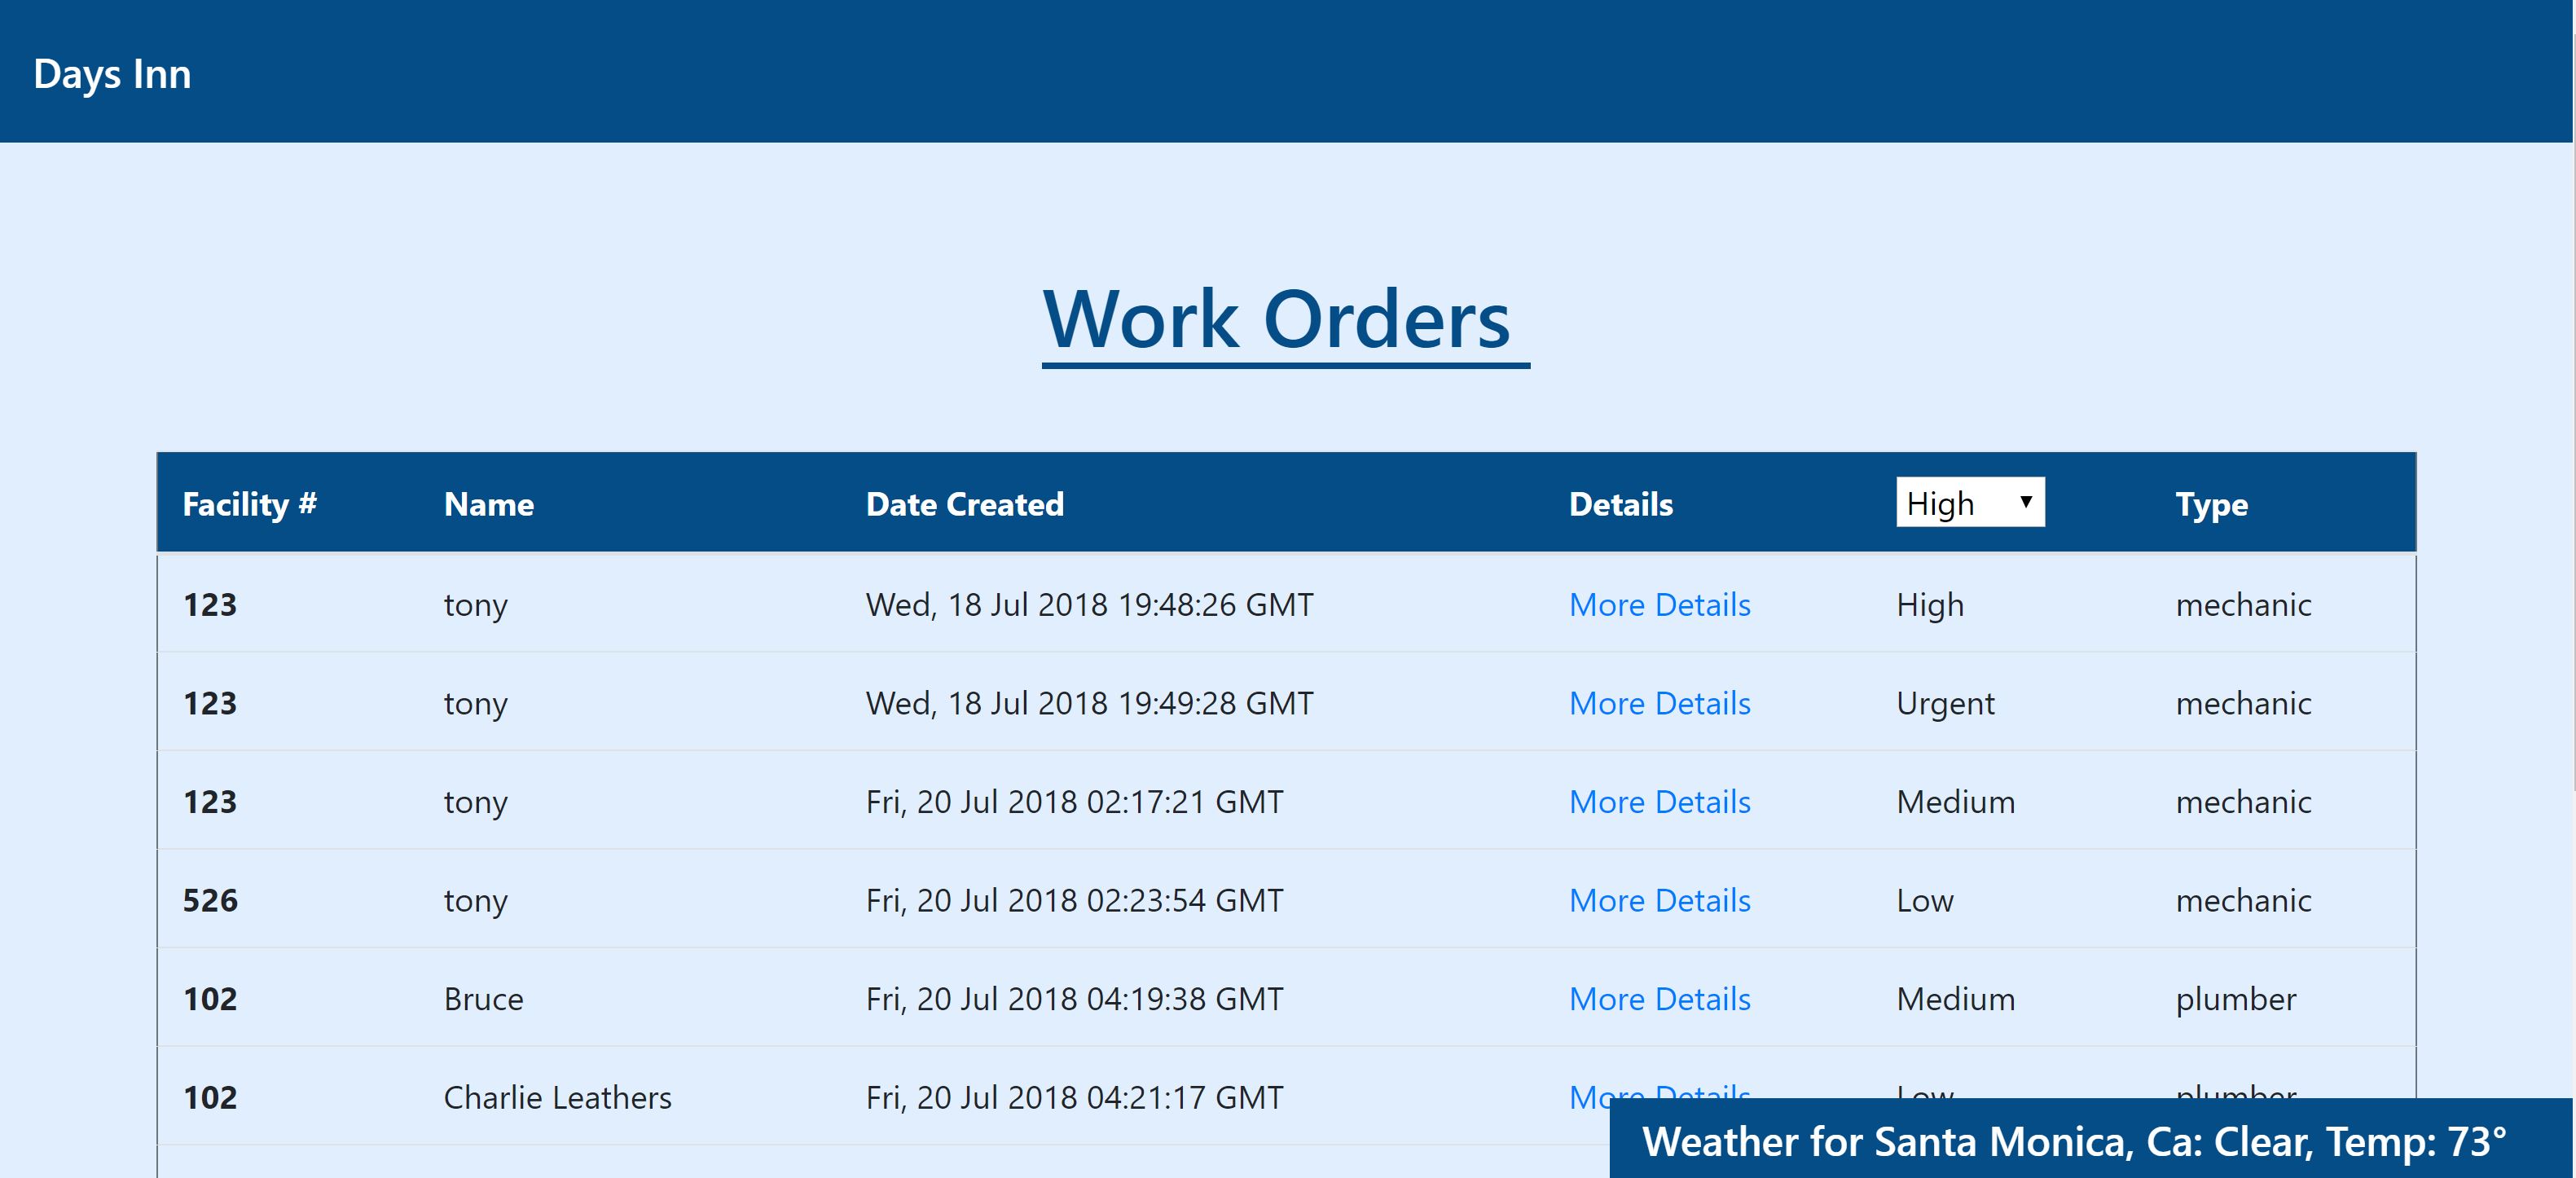 Days Inn
Work Orders
Facility # Name Date Created Details High Type
123 tony Wed, 18 Jul 2018 19:48:26 GMT More Details High mechanic
123 tony Wed, 18 Jul 2018 19:49:28 GMT More Details Urgent mechanic
123 tony Fri, 20 Jul 2018 02:17:21 GMT More Details Medium mechanic
526 tony Fri, 20 Jul 2018 02:23:54 GMT More Details Low mechanic
102 Bruce Fri, 20 Jul 2018 04:19:38 GMT More Details Medium plumber
102 Charlie Leathers Fri, 20 Jul 2018 04:21:17 GMT More Details Low plumber
Weather for Santa Monica, Ca: Clear, Temp: 73°